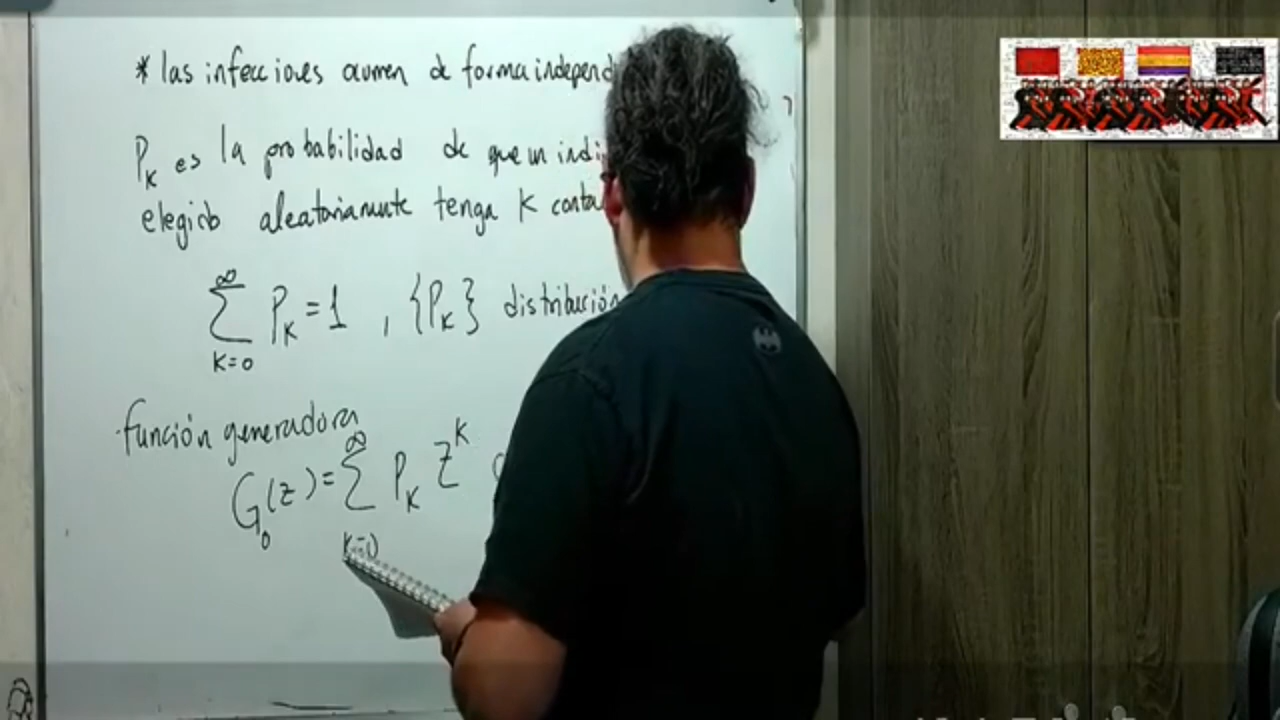 * las infecciones ocurren de forma independ
P_K es la probabilidad de que un indi
elegido aleatoriamente tenga K conta
∞
∑ P_K = 1 , {P_K} distribución
K=0
función generadora
∞
G_0(z) = ∑ P_K Z^K
K=0